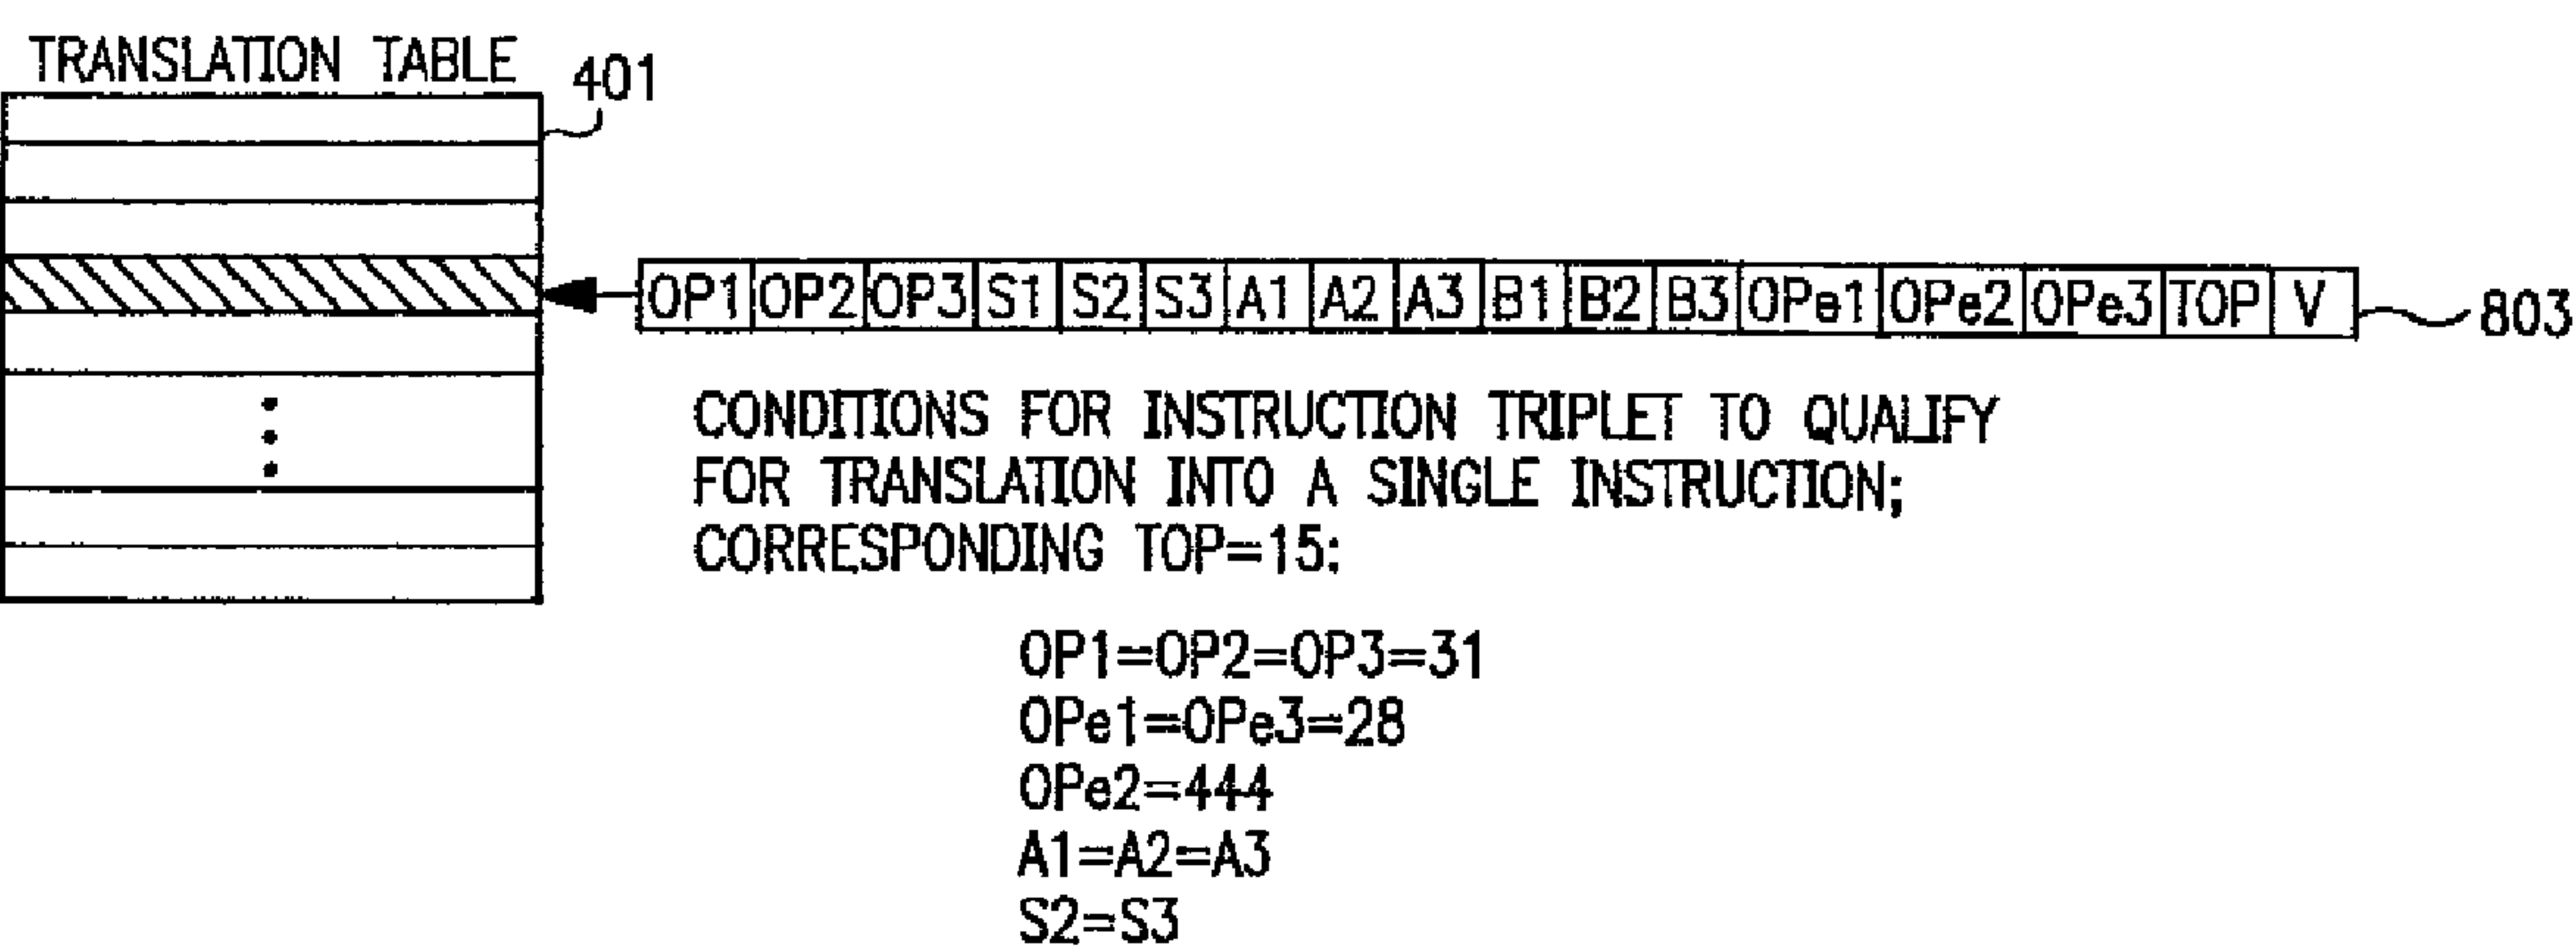 TRANSLATION TABLE
401
OP1 OP2 OP3 S1 S2 S3 A1 A2 A3 B1 B2 B3 OPe1 OPe2 OPe3 TOP V
803
CONDITIONS FOR INSTRUCTION TRIPLET TO QUALIFY
FOR TRANSLATION INTO A SINGLE INSTRUCTION;
CORRESPONDING TOP=15:
OP1=OP2=OP3=31
OPe1=OPe3=28
OPe2=444
A1=A2=A3
S2=S3